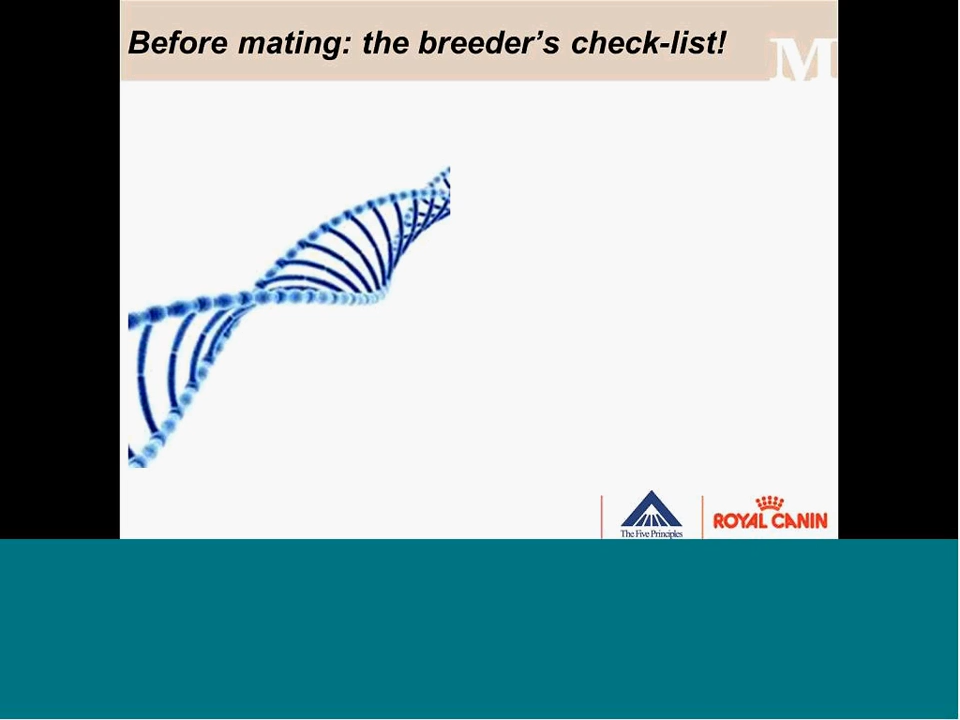 Before mating: the breeder’s check-list!
M
The Five Principles
ROYAL CANIN